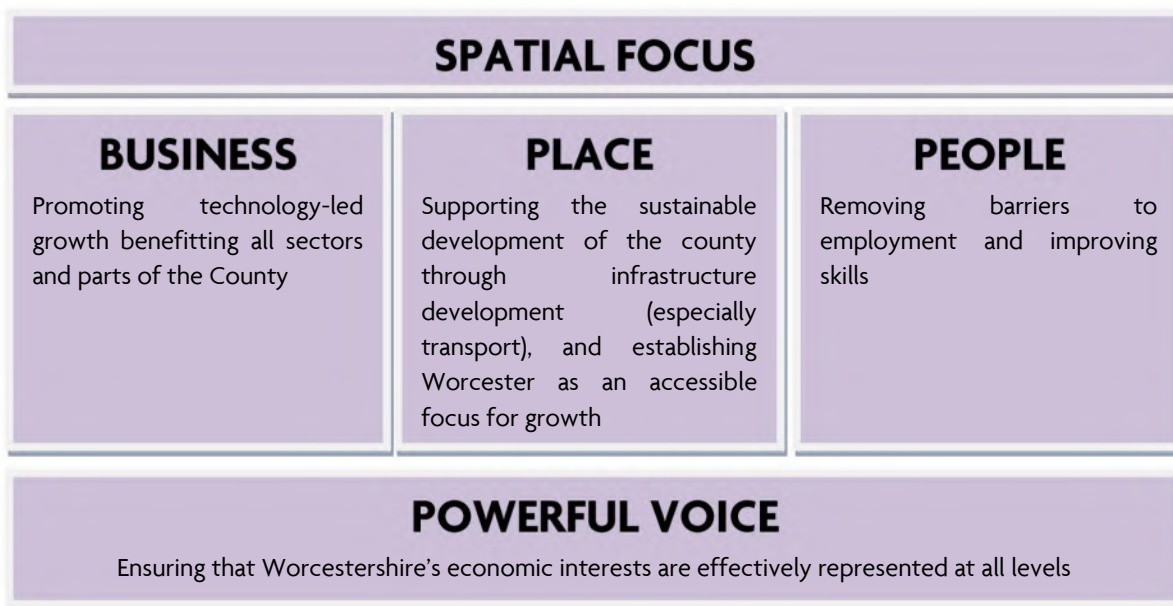 SPATIAL FOCUS
BUSINESS
Promoting technology-led
growth benefitting all sectors
and parts of the County
PLACE
Supporting the sustainable
development of the county
through infrastructure
development (especially
transport), and establishing
Worcester as an accessible
focus for growth
PEOPLE
Removing barriers to
employment and improving
skills
POWERFUL VOICE
Ensuring that Worcestershire’s economic interests are effectively represented at all levels